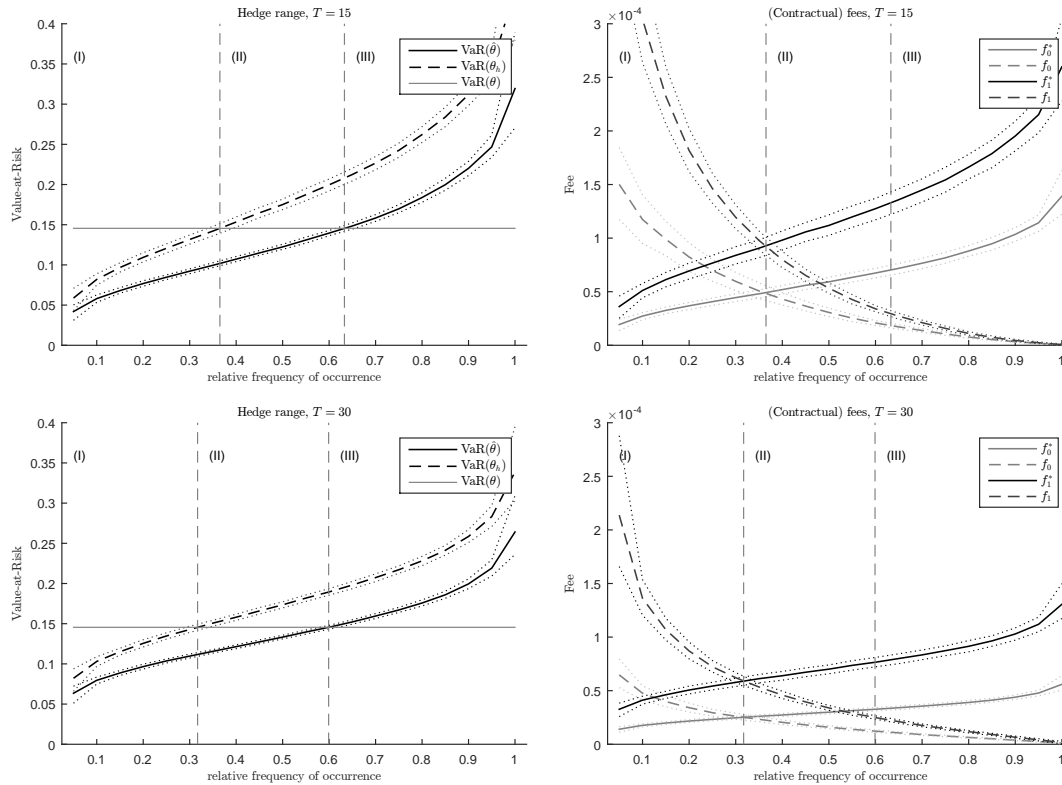 Hedge range, T = 15
0.4
0.35
0.3
0.25
0.2
0.15
0.1
0.05
0
Value-at-Risk
(I)
(II)
(III)
VaR(θ̂)
VaR(θₕ)
VaR(θ)
0.1 0.2 0.3 0.4 0.5 0.6 0.7 0.8 0.9 1
relative frequency of occurrence
(Contractual) fees, T = 15
×10⁻⁴
3
2.5
2
1.5
1
0.5
0
Fee
(I)
(II)
(III)
f₀*
f₀
f₁*
f₁
0.1 0.2 0.3 0.4 0.5 0.6 0.7 0.8 0.9 1
relative frequency of occurrence
Hedge range, T = 30
0.4
0.35
0.3
0.25
0.2
0.15
0.1
0.05
0
Value-at-Risk
(I)
(II)
(III)
VaR(θ̂)
VaR(θₕ)
VaR(θ)
0.1 0.2 0.3 0.4 0.5 0.6 0.7 0.8 0.9 1
relative frequency of occurrence
(Contractual) fees, T = 30
×10⁻⁴
3
2.5
2
1.5
1
0.5
0
Fee
(I)
(II)
(III)
f₀*
f₀
f₁*
f₁
0.1 0.2 0.3 0.4 0.5 0.6 0.7 0.8 0.9 1
relative frequency of occurrence